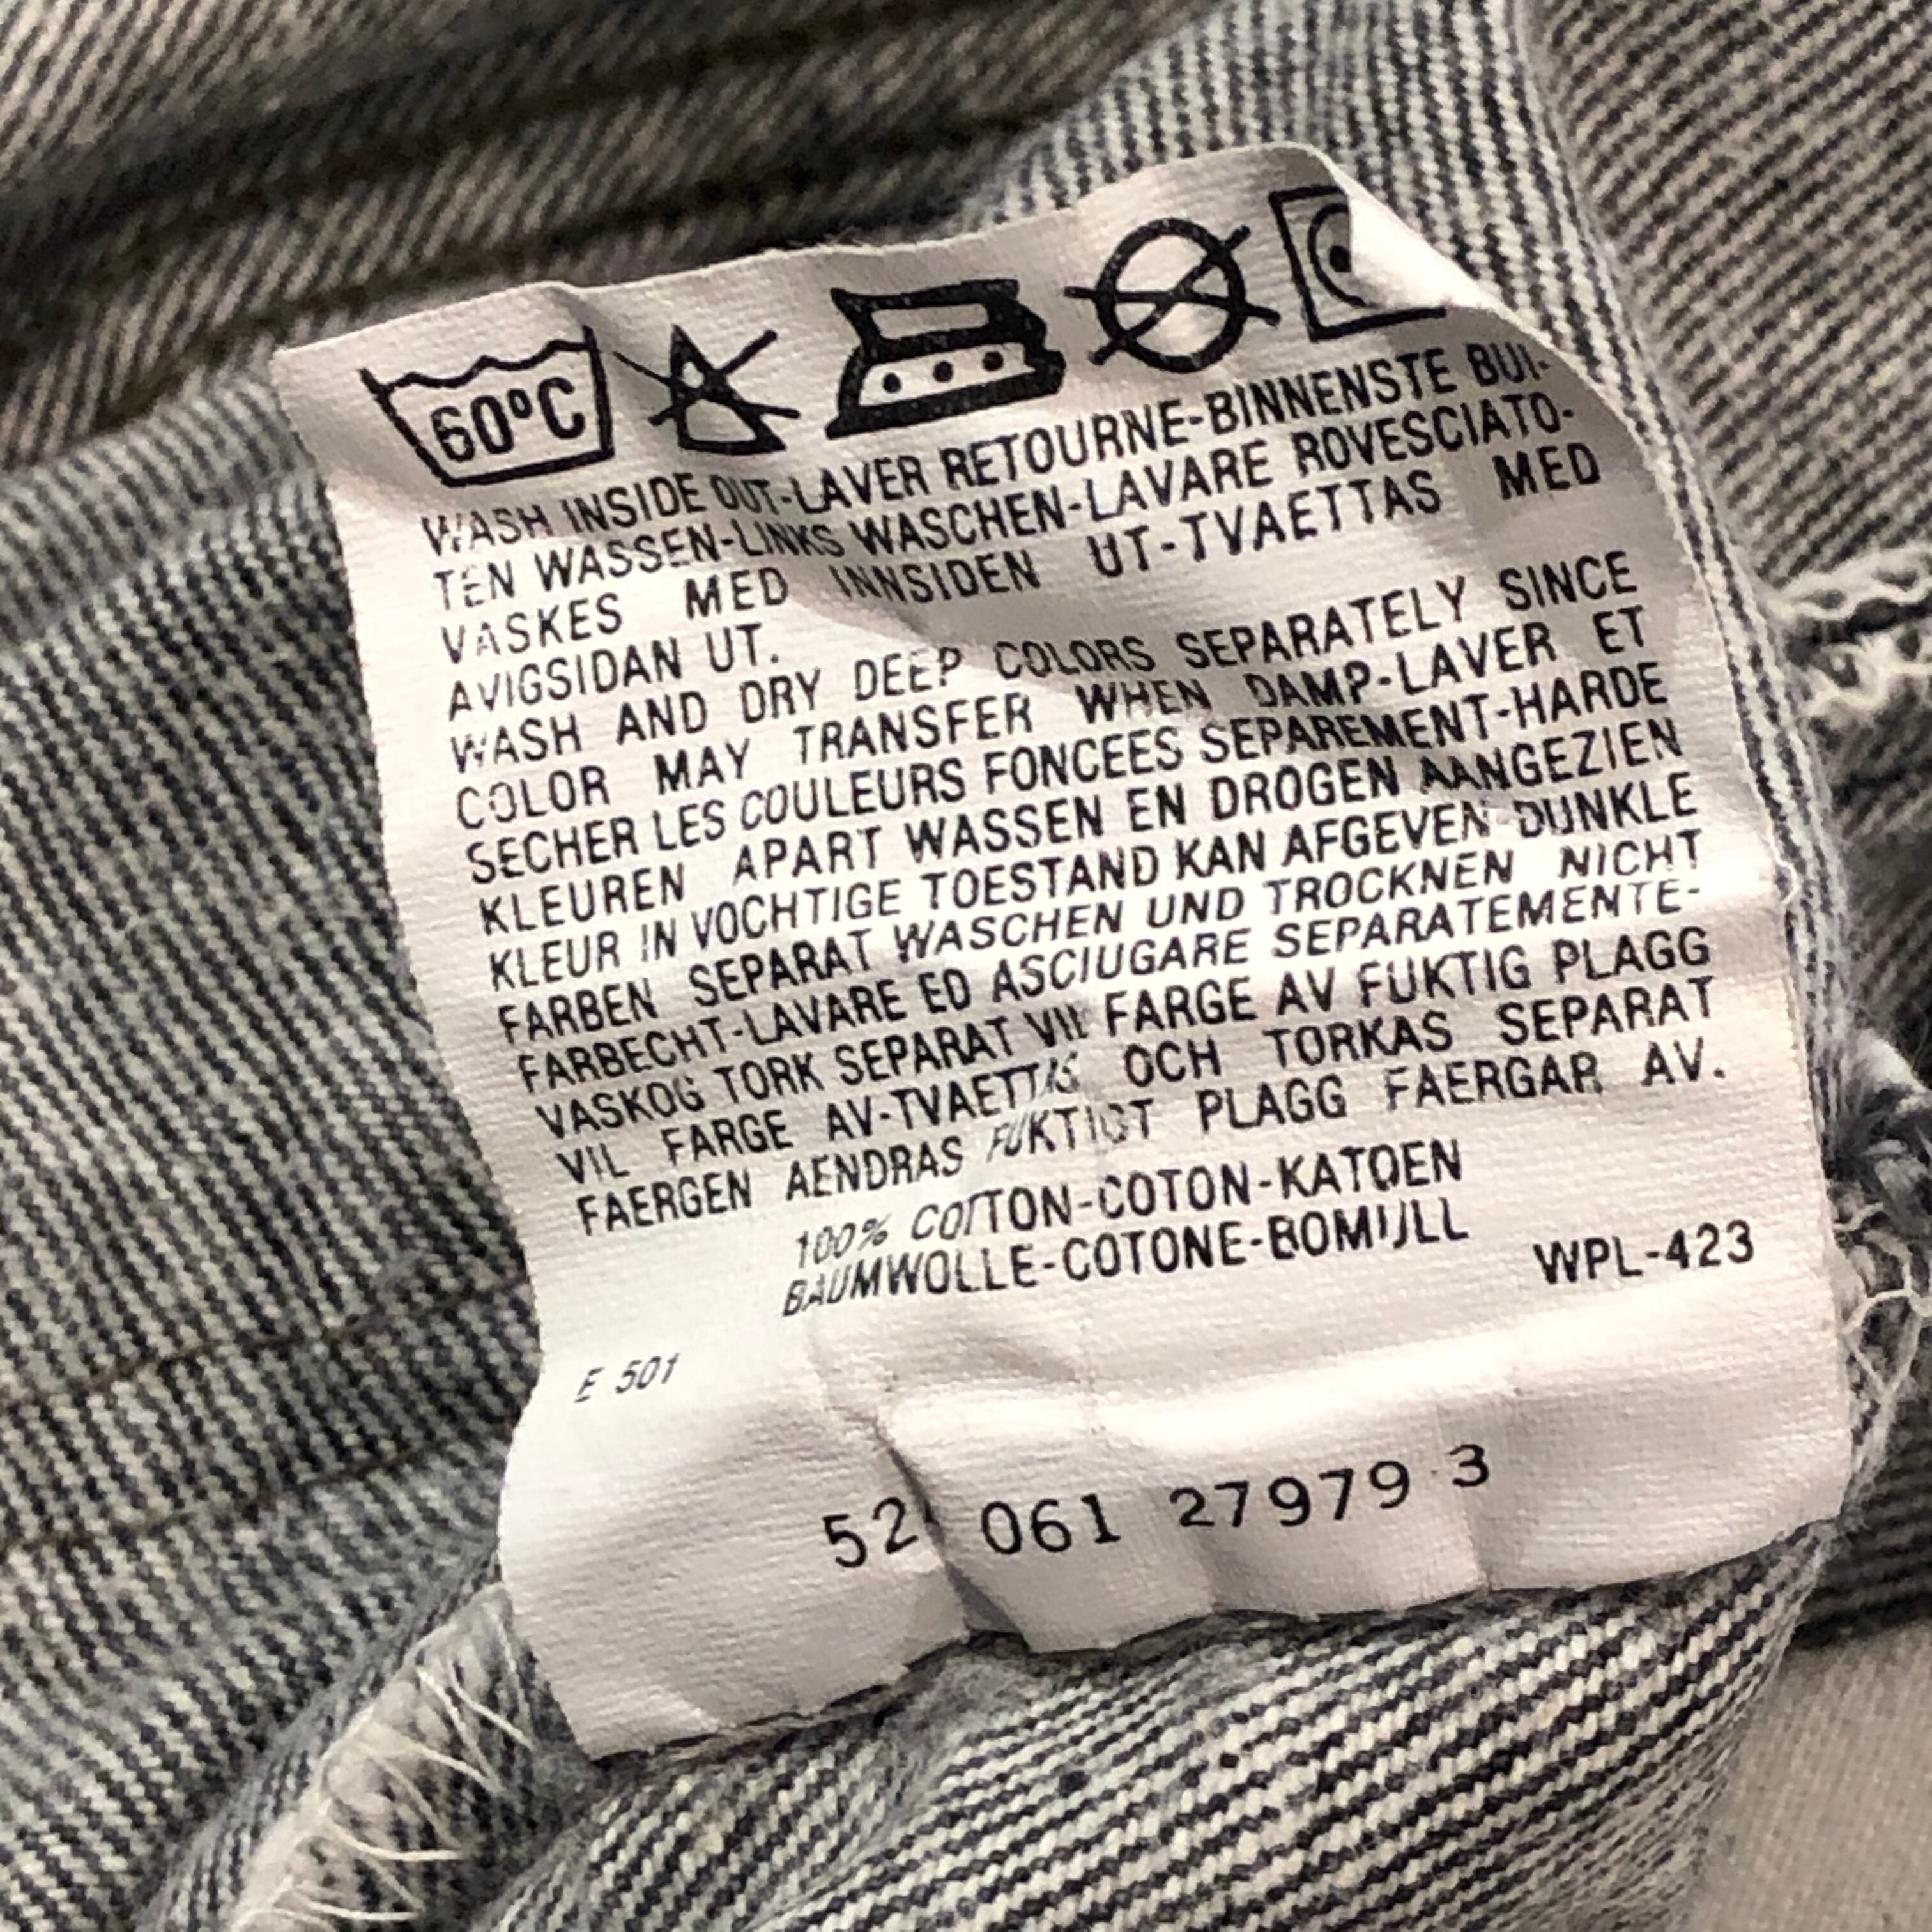 60ºC
WASH INSIDE OUT-LAVER RETOURNE-BINNENSTE BUI-
TEN WASSEN-LINKS WASCHEN-LAVARE ROVESCIATO-
VASKES MED INNSIDEN UT-TVAETTAS MED
AVIGSIDAN UT.
WASH AND DRY DEEP COLORS SEPARATELY SINCE
COLOR MAY TRANSFER WHEN DAMP-LAVER ET
SECHER LES COULEURS FONCEES SEPAREMENT-HARDE
KLEUREN APART WASSEN EN DROGEN AANGEZIEN
KLEUR IN VOCHTIGE TOESTAND KAN AFGEVEN-DUNKLE
FARBEN SEPARAT WASCHEN UND TROCKNEN NICHT
FARBECHT-LAVARE ED ASCIUGARE SEPARATEMENTE-
VASKOG TORK SEPARAT VIL FARGE AV FUKTIG PLAGG
VIL FARGE AV-TVAETTAS OCH TORKAS SEPARAT
FAERGEN AENDRAS FUKTIGT PLAGG FAERGAR AV.
100% COTTON-COTON-KATOEN
BAUMWOLLE-COTONE-BOMULL
WPL-423
E 501
52 061 27979 3